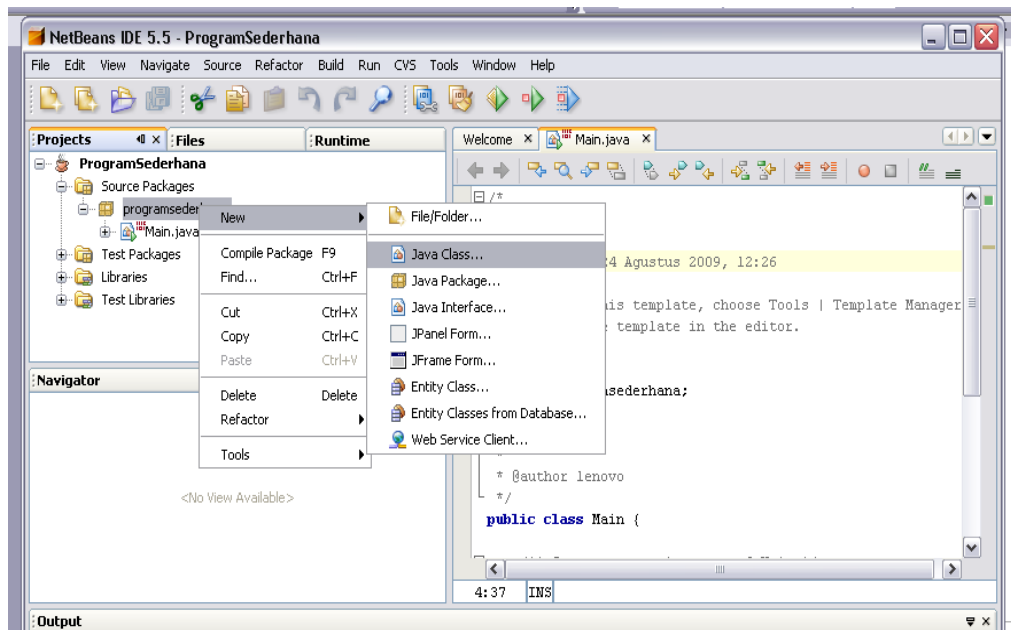 NetBeans IDE 5.5 - ProgramSederhana
File Edit View Navigate Source Refactor Build Run CVS Tools Window Help
Projects
Files
Runtime
ProgramSederhana
Source Packages
Main.java
Test Packages
Libraries
Test Libraries
New
Compile Package F9
Find... Ctrl+F
Cut Ctrl+X
Copy Ctrl+C
Paste Ctrl+V
Delete Delete
Refactor
Tools
File/Folder...
Java Class...
Java Package...
Java Interface...
JPanel Form...
JFrame Form...
Entity Class...
Entity Classes from Database...
Web Service Client...
Navigator
<No View Available>
Welcome
Main.java
/*
4 Agustus 2009, 12:26
template, choose Tools | Template Manager
template in the editor.
sederhana;
*
* @author lenovo
*/
public class Main {
4:37 INS
Output